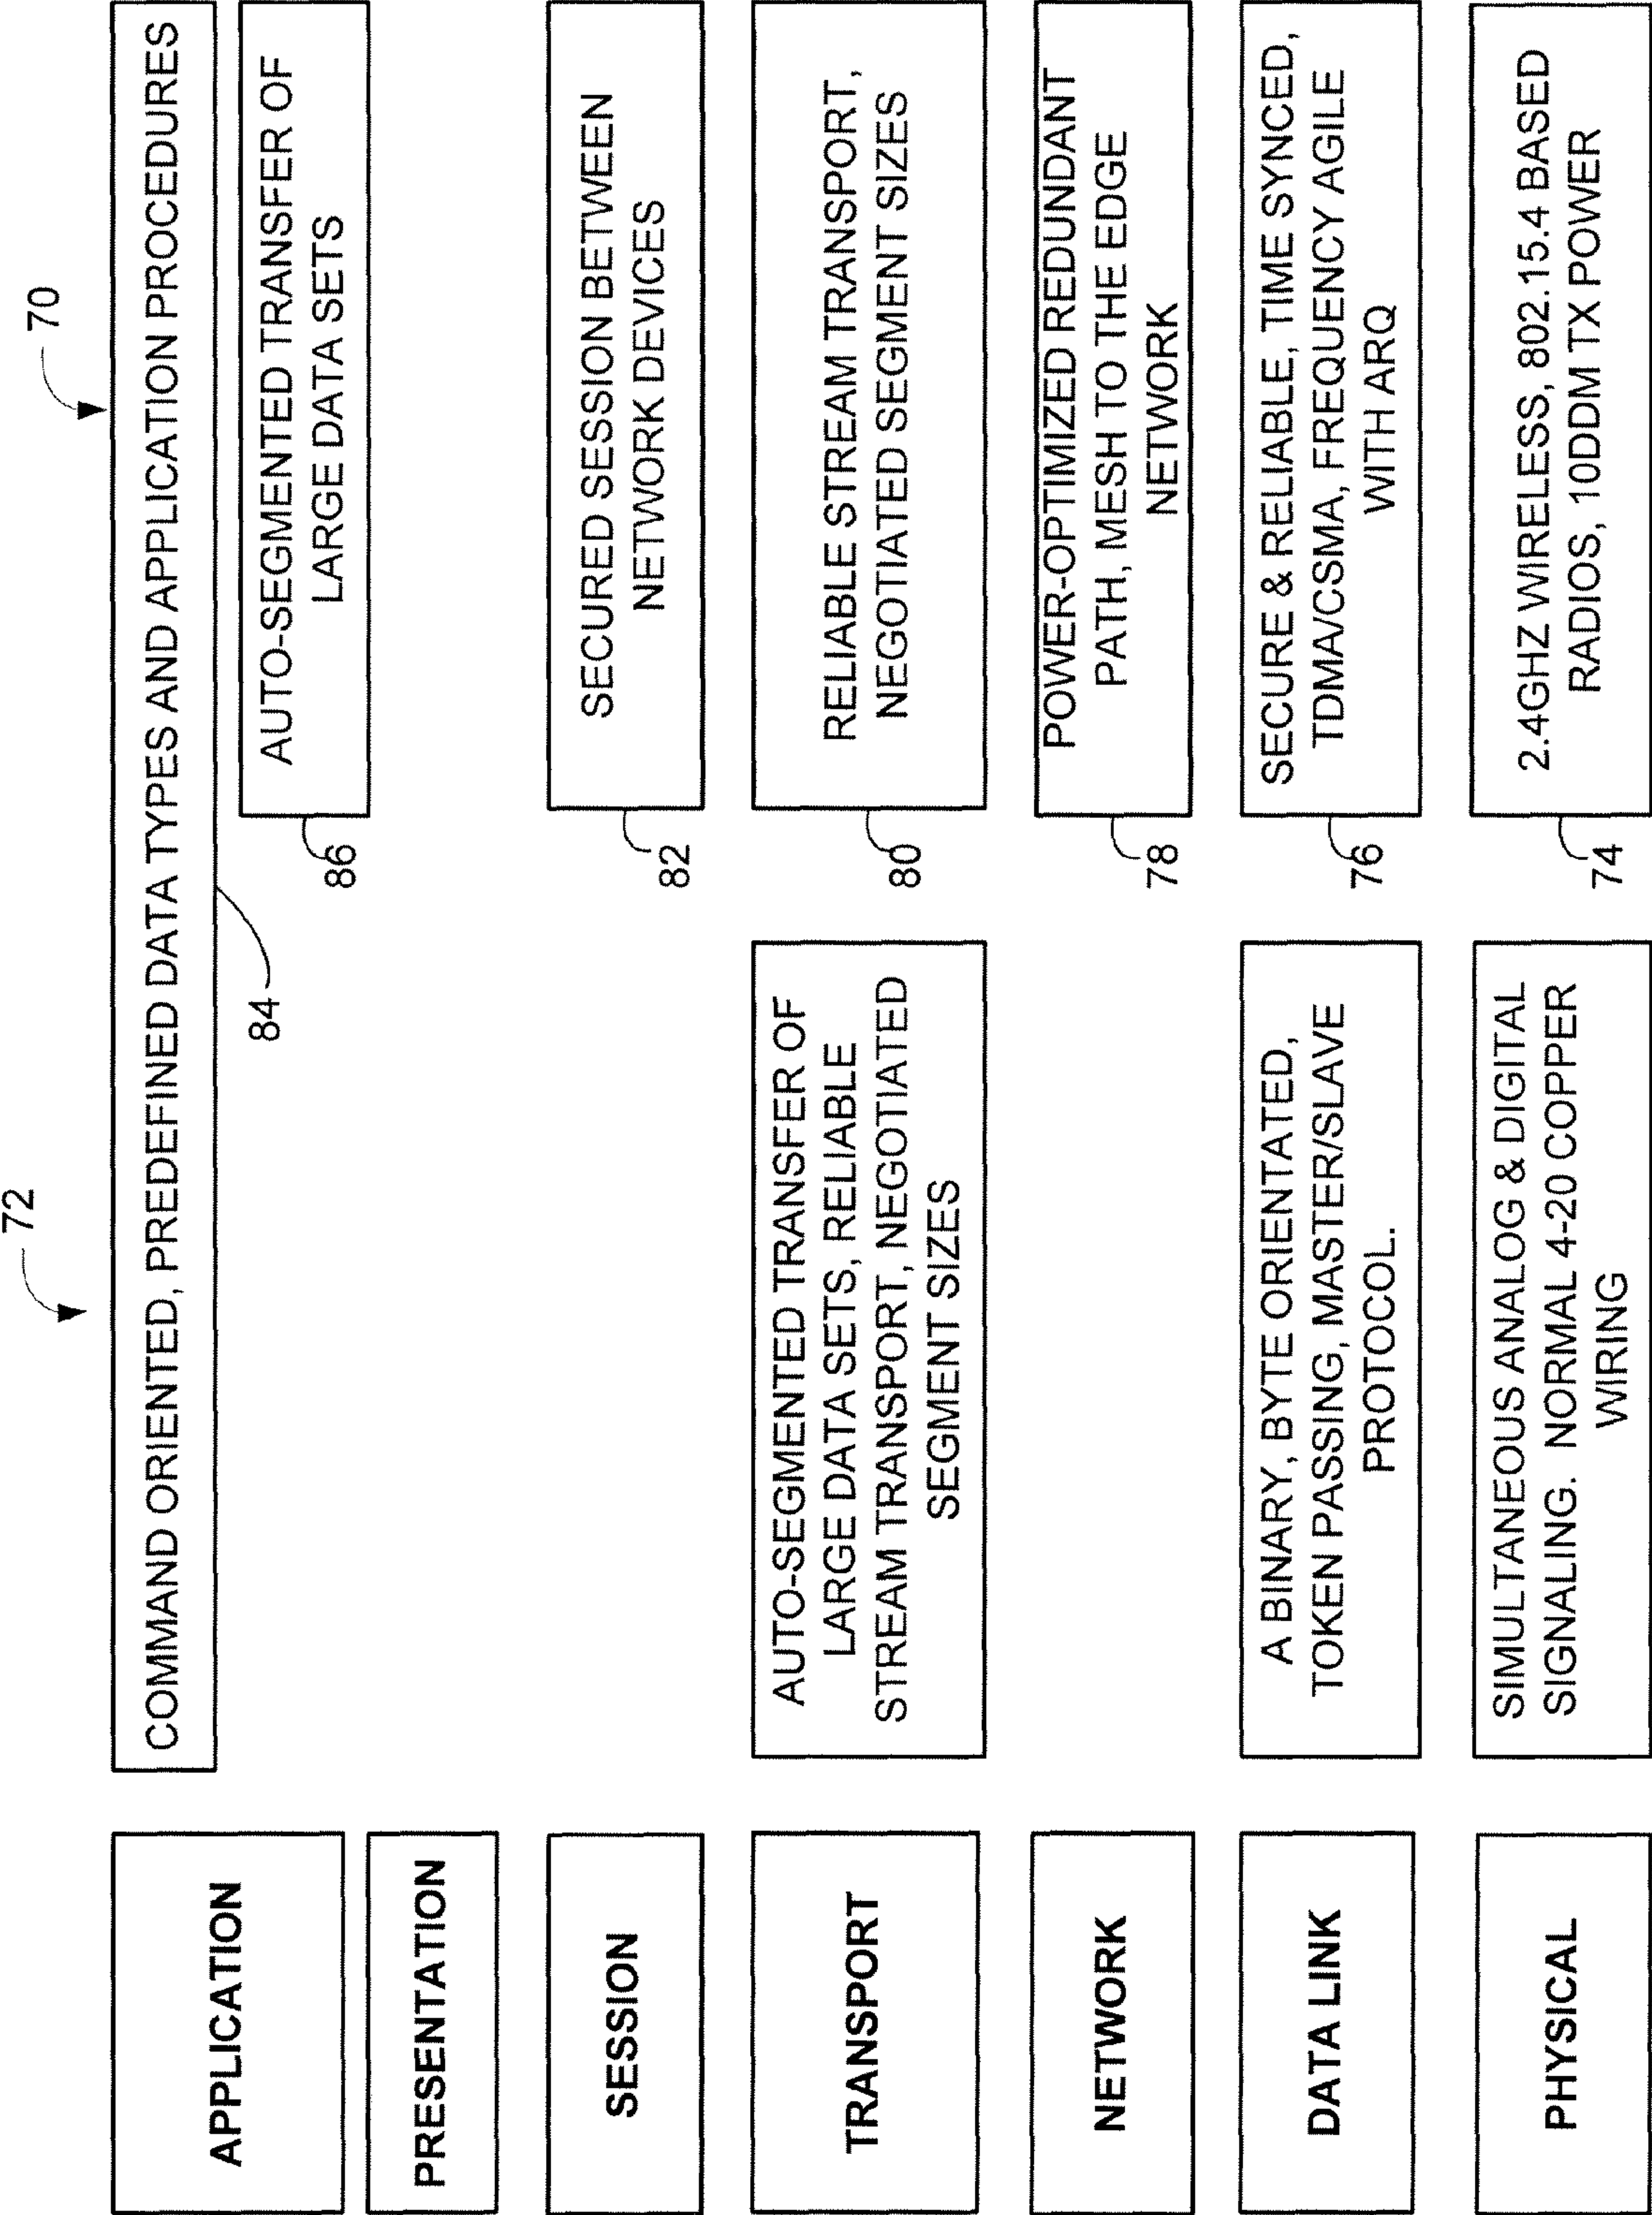 72
70
APPLICATION
COMMAND ORIENTED, PREDEFINED DATA TYPES AND APPLICATION PROCEDURES
84
AUTO-SEGMENTED TRANSFER OF
LARGE DATA SETS
86
PRESENTATION
SESSION
SECURED SESSION BETWEEN
NETWORK DEVICES
82
TRANSPORT
AUTO-SEGMENTED TRANSFER OF
LARGE DATA SETS, RELIABLE
STREAM TRANSPORT, NEGOTIATED
SEGMENT SIZES
RELIABLE STREAM TRANSPORT,
NEGOTIATED SEGMENT SIZES
80
NETWORK
POWER-OPTIMIZED REDUNDANT
PATH, MESH TO THE EDGE
NETWORK
78
DATA LINK
A BINARY, BYTE ORIENTATED,
TOKEN PASSING, MASTER/SLAVE
PROTOCOL.
SECURE & RELIABLE, TIME SYNCED,
TDMA/CSMA, FREQUENCY AGILE
WITH ARQ
76
PHYSICAL
SIMULTANEOUS ANALOG & DIGITAL
SIGNALING. NORMAL 4-20 COPPER
WIRING
2.4GHZ WIRELESS, 802.15.4 BASED
RADIOS, 10DDM TX POWER
74